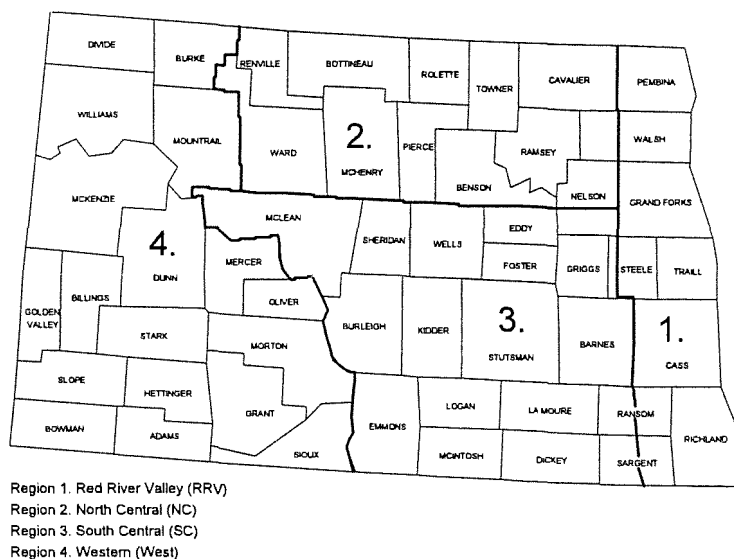 DIVIDE
BURKE
RENVILLE
BOTTINEAU
ROLETTE
TOWNER
CAVALIER
PEMBINA
WILLIAMS
MOUNTRAIL
WARD
2.
MCHENRY
PIERCE
BENSON
RAMSEY
WALSH
NELSON
GRAND FORKS
MCKENZIE
4.
DUNN
MCLEAN
MERCER
OLIVER
SHERIDAN
WELLS
EDDY
FOSTER
GRIGGS
STEELE
TRAILL
GOLDEN
VALLEY
BILLINGS
STARK
MORTON
BURLEIGH
KIDDER
3.
STUTSMAN
BARNES
1.
CASS
SLOPE
HETTINGER
GRANT
BOWMAN
ADAMS
SIOUX
EMMONS
LOGAN
LA MOURE
RANSOM
RICHLAND
MCINTOSH
DICKEY
SARGENT
Region 1. Red River Valley (RRV)
Region 2. North Central (NC)
Region 3. South Central (SC)
Region 4. Western (West)